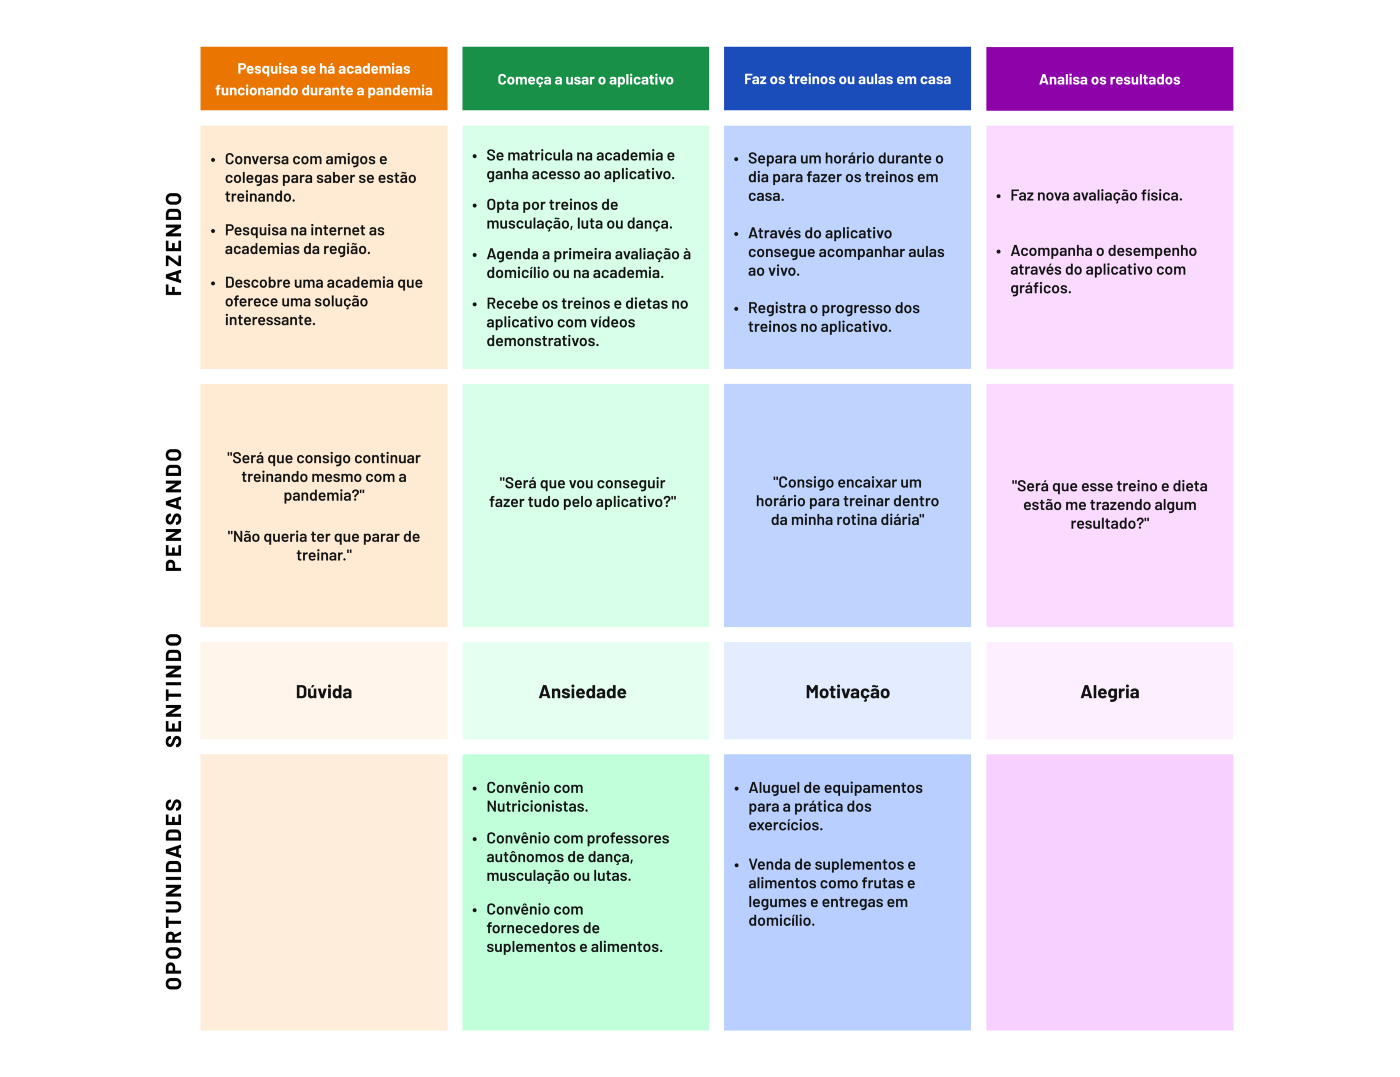 Pesquisa se há academias
funcionando durante a pandemia
Começa a usar o aplicativo
Faz os treinos ou aulas em casa
Analisa os resultados
FAZENDO
• Conversa com amigos e
colegas para saber se estão
treinando.
• Pesquisa na internet as
academias da região.
• Descobre uma academia que
oferece uma solução
interessante.
• Se matricula na academia e
ganha acesso ao aplicativo.
• Opta por treinos de
musculação, luta ou dança.
• Agenda a primeira avaliação à
domicílio ou na academia.
• Recebe os treinos e dietas no
aplicativo com vídeos
demonstrativos.
• Separa um horário durante o
dia para fazer os treinos em
casa.
• Através do aplicativo
consegue acompanhar aulas
ao vivo.
• Registra o progresso dos
treinos no aplicativo.
• Faz nova avaliação física.
• Acompanha o desempenho
através do aplicativo com
gráficos.
PENSANDO
"Será que consigo continuar
treinando mesmo com a
pandemia?"
"Não queria ter que parar de
treinar."
"Será que vou conseguir
fazer tudo pelo aplicativo?"
"Consigo encaixar um
horário para treinar dentro
da minha rotina diária"
"Será que esse treino e dieta
estão me trazendo algum
resultado?"
SENTINDO
Dúvida
Ansiedade
Motivação
Alegria
OPORTUNIDADES
• Convênio com
Nutricionistas.
• Convênio com professores
autônomos de dança,
musculação ou lutas.
• Convênio com
fornecedores de
suplementos e alimentos.
• Aluguel de equipamentos
para a prática dos
exercícios.
• Venda de suplementos e
alimentos como frutas e
legumes e entregas em
domicílio.